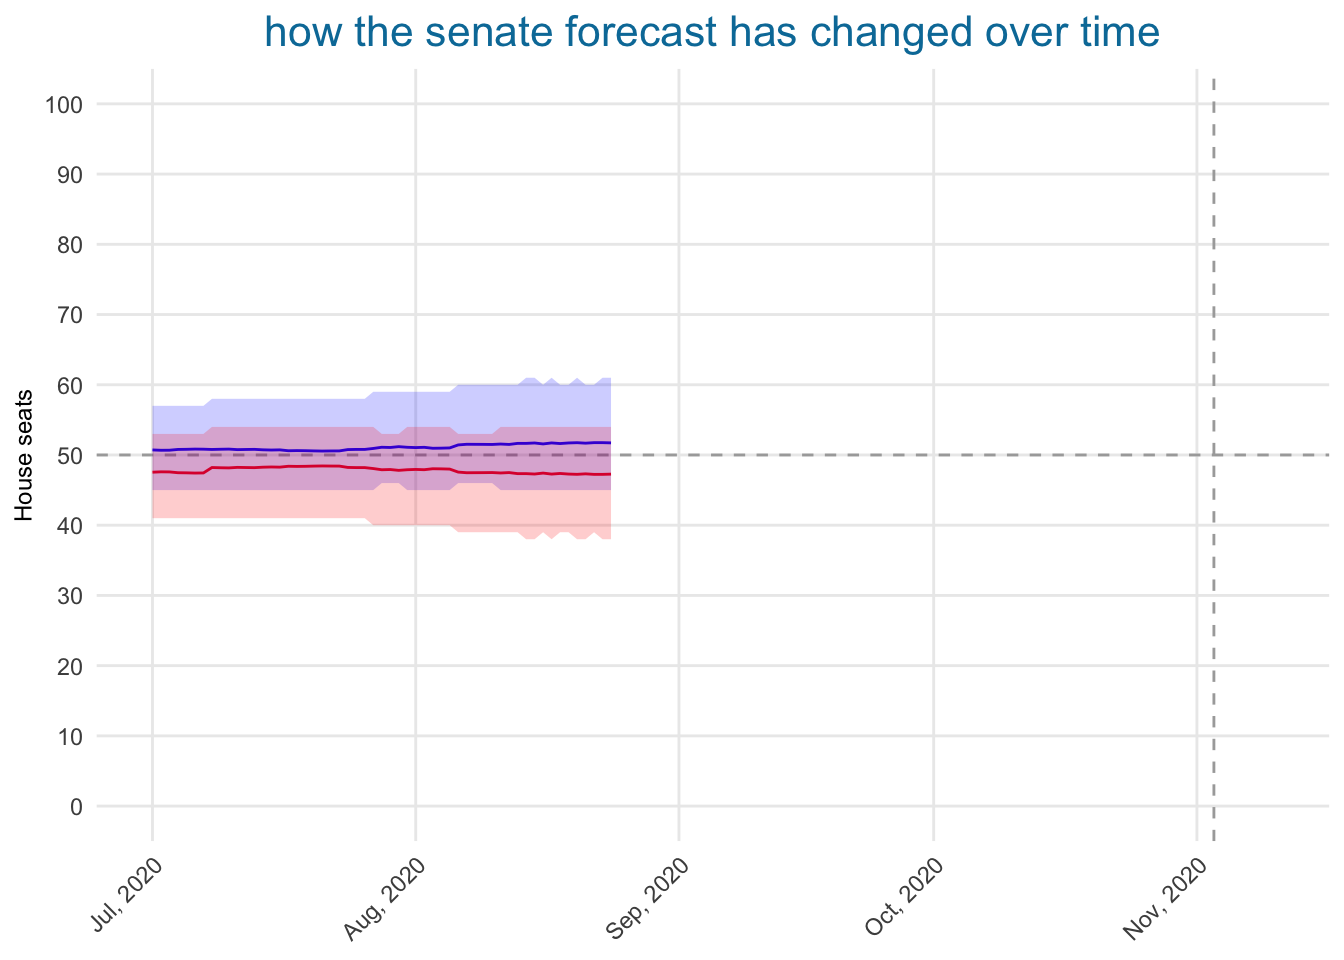 how the senate forecast has changed over time
House seats
100
90
80
70
60
50
40
30
20
10
0
Jul, 2020
Aug, 2020
Sep, 2020
Oct, 2020
Nov, 2020